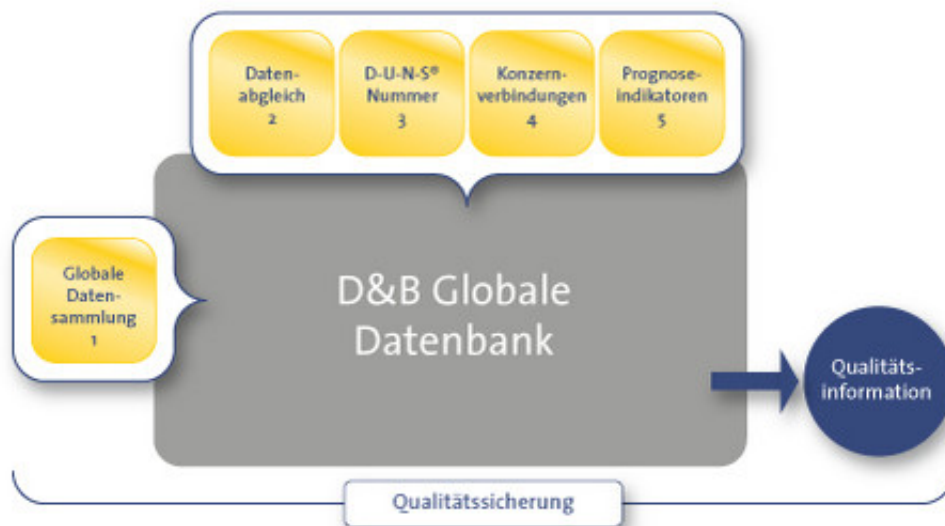 Daten-
abgleich
2
D-U-N-S®
Nummer
3
Konzern-
verbindungen
4
Prognose-
indikatoren
5
Globale
Daten-
sammlung
1
D&B Globale
Datenbank
Qualitäts-
information
Qualitätssicherung